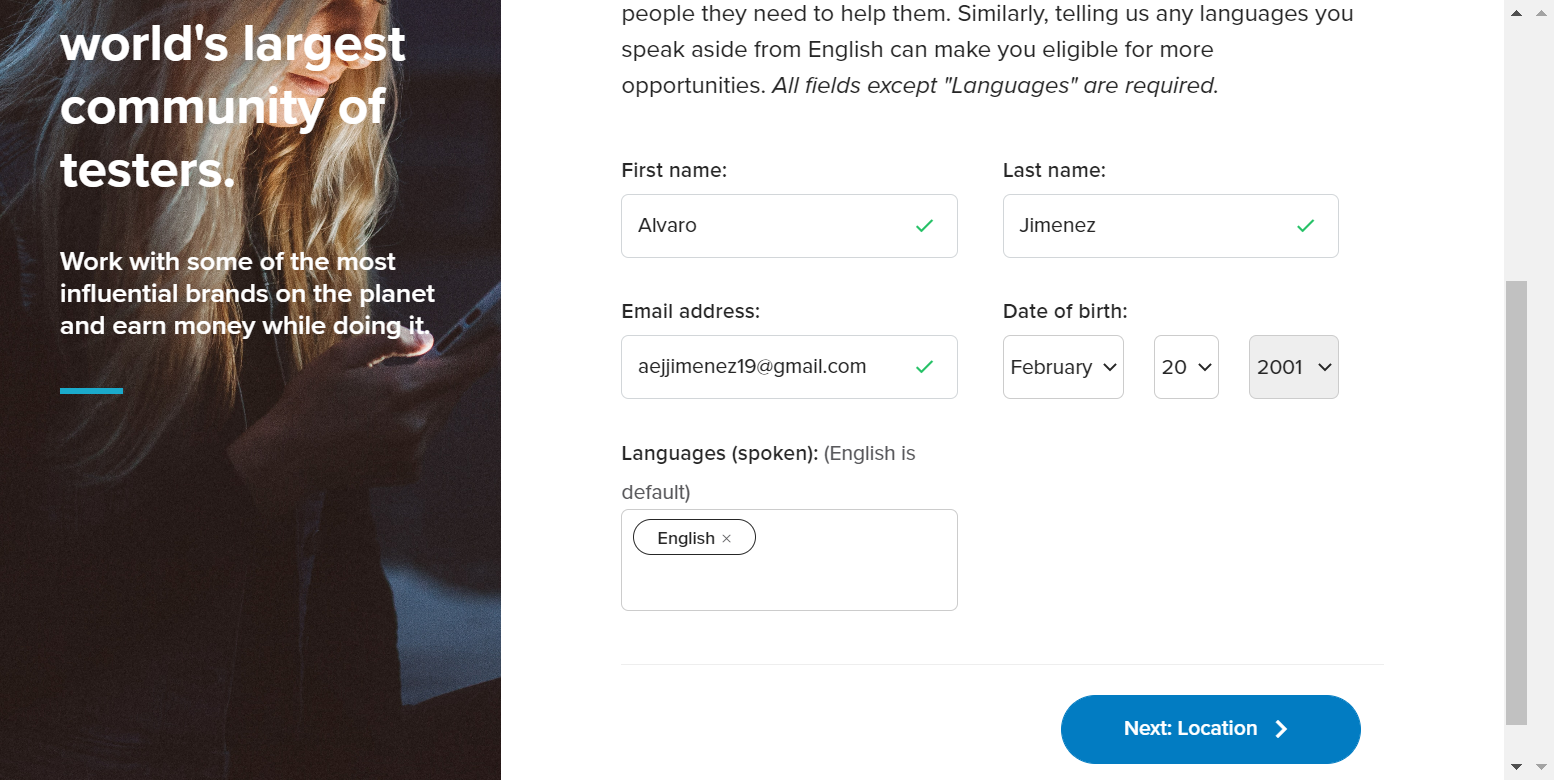 world's largest
community of
testers.
Work with some of the most
influential brands on the planet
and earn money while doing it.
people they need to help them. Similarly, telling us any languages you
speak aside from English can make you eligible for more
opportunities. All fields except "Languages" are required.
First name:
Last name:
Alvaro
Jimenez
Email address:
Date of birth:
aejjimenez19@gmail.com
February
20
2001
Languages (spoken): (English is
default)
English ×
Next: Location